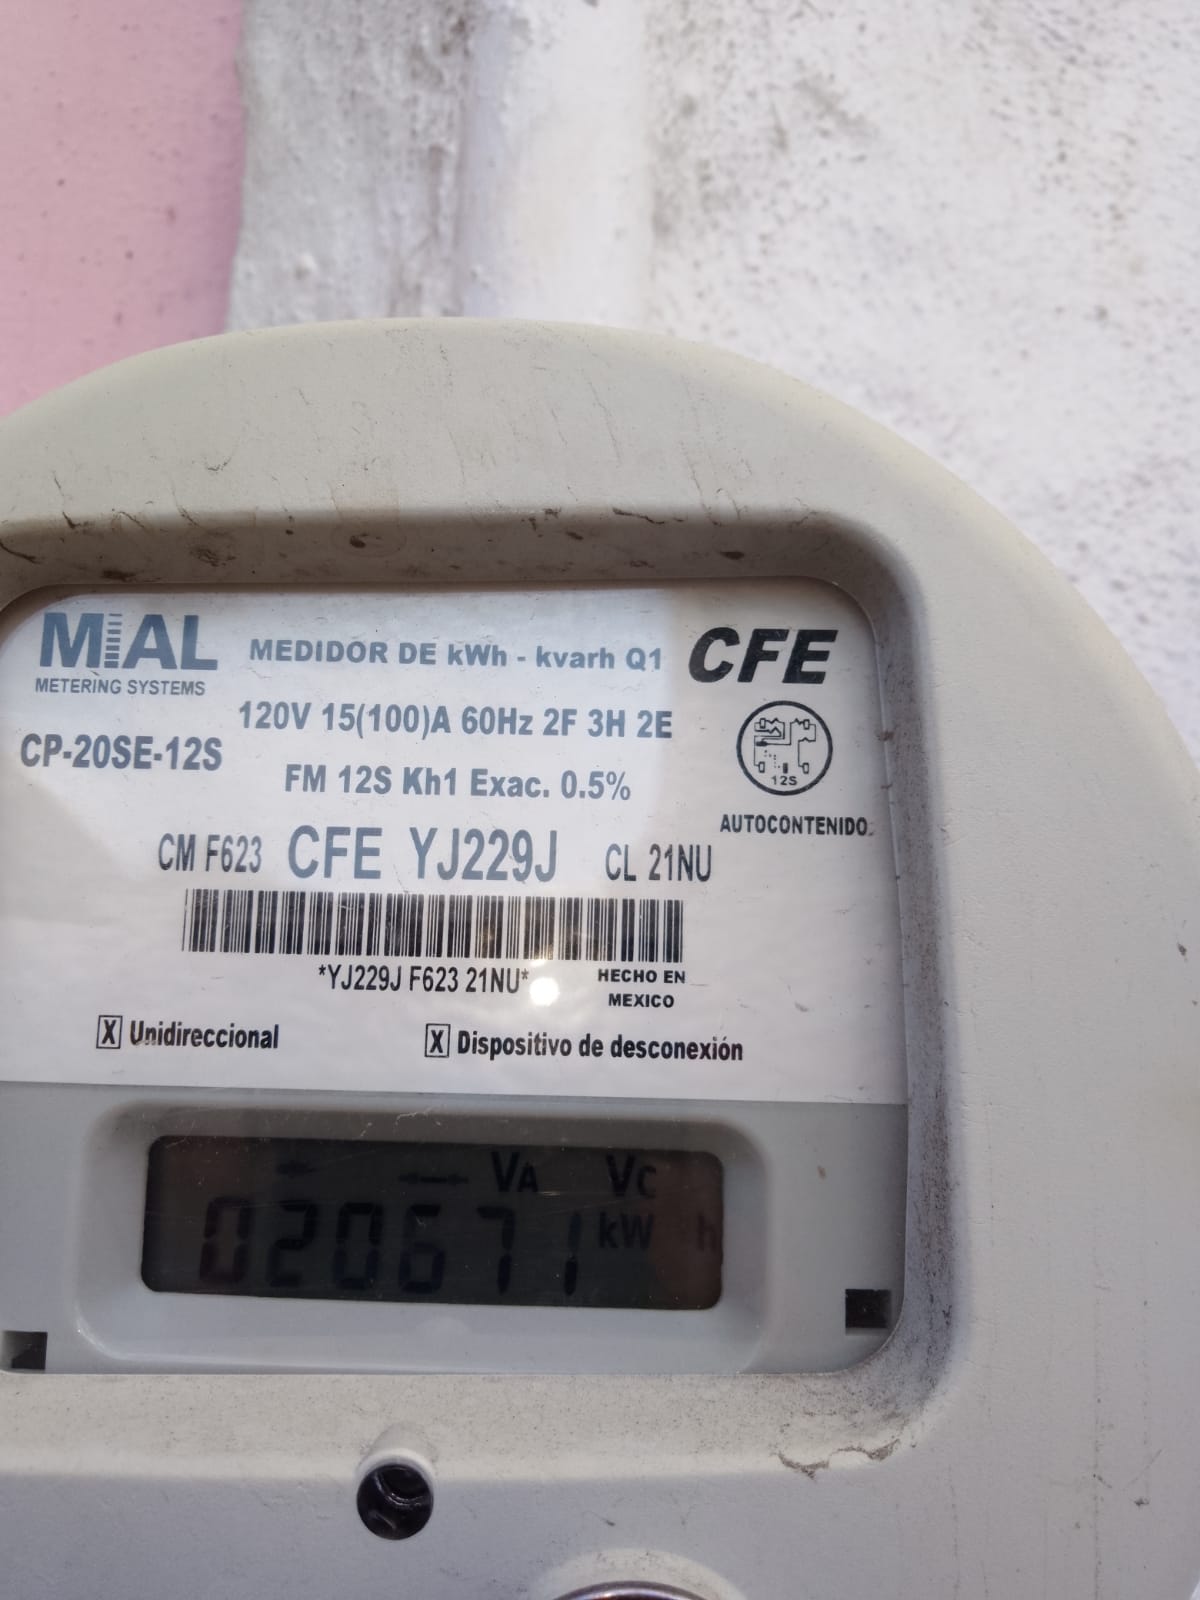 MIAL
METERING SYSTEMS
MEDIDOR DE kWh - kvarh Q1
CFE
120V 15(100)A 60Hz 2F 3H 2E
CP-20SE-12S
FM 12S Kh1 Exac. 0.5%
12S
AUTOCONTENIDO
CM F623 CFE YJ229J CL 21NU
*YJ229J F623 21NU*
HECHO EN
MEXICO
X Unidireccional
X Dispositivo de desconexión
VA VC
020671 kW h